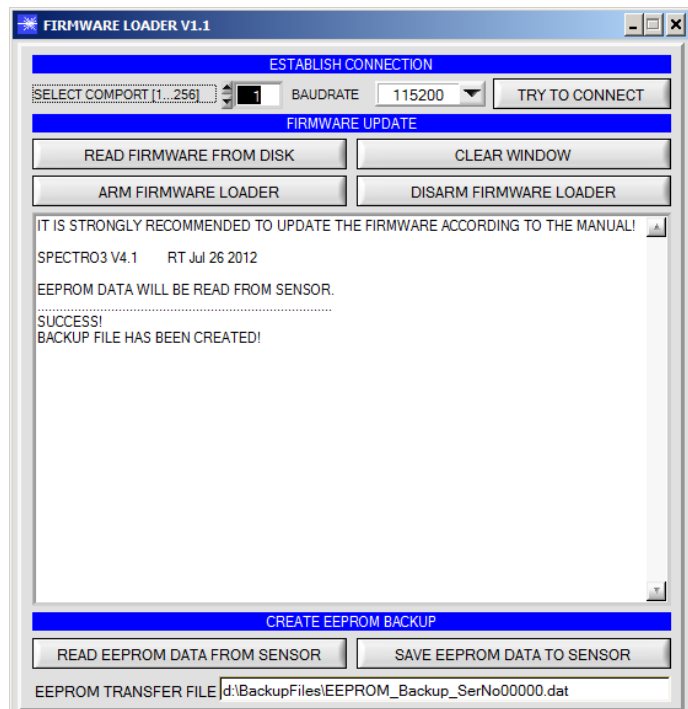 FIRMWARE LOADER V1.1
ESTABLISH CONNECTION
SELECT COMPORT [1...256] 1 BAUDRATE 115200 TRY TO CONNECT
FIRMWARE UPDATE
READ FIRMWARE FROM DISK CLEAR WINDOW
ARM FIRMWARE LOADER DISARM FIRMWARE LOADER
IT IS STRONGLY RECOMMENDED TO UPDATE THE FIRMWARE ACCORDING TO THE MANUAL!
SPECTRO3 V4.1 RT Jul 26 2012
EEPROM DATA WILL BE READ FROM SENSOR.
................................................................................
SUCCESS!
BACKUP FILE HAS BEEN CREATED!
CREATE EEPROM BACKUP
READ EEPROM DATA FROM SENSOR SAVE EEPROM DATA TO SENSOR
EEPROM TRANSFER FILE d:\BackupFiles\EEPROM_Backup_SerNo00000.dat